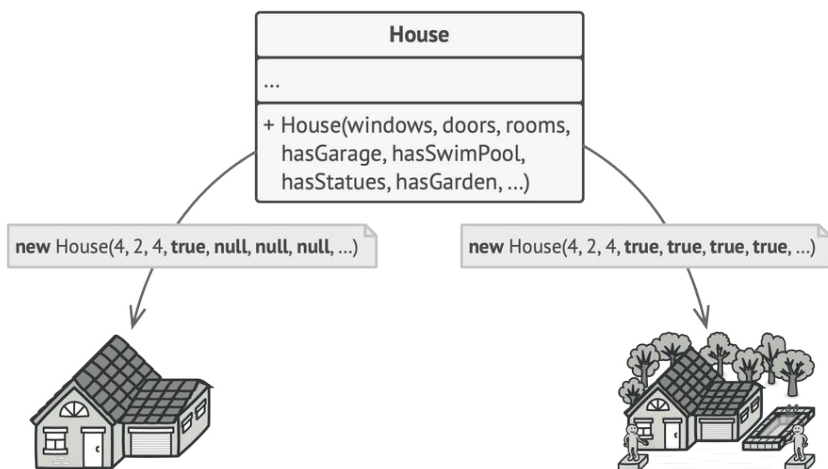 House
...
+ House(windows, doors, rooms,
hasGarage, hasSwimPool,
hasStatues, hasGarden, ...)
new House(4, 2, 4, true, null, null, null, ...)
new House(4, 2, 4, true, true, true, true, ...)